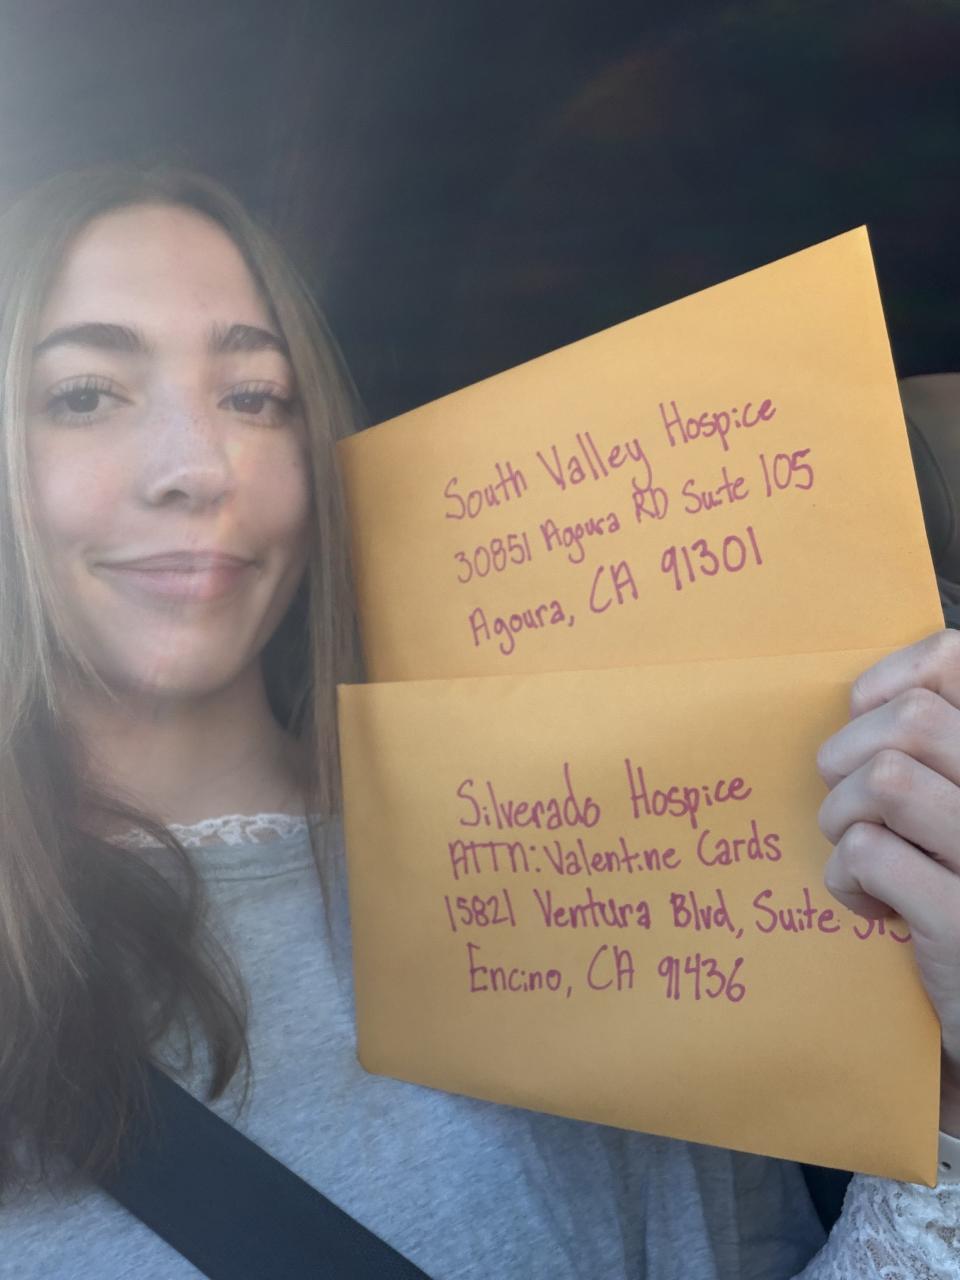 South Valley Hospice
30851 Agoura RD Suite 105
Agoura, CA 91301
Silverado Hospice
ATTN: Valentine Cards
15821 Ventura Blvd, Suite
Encino, CA 91436